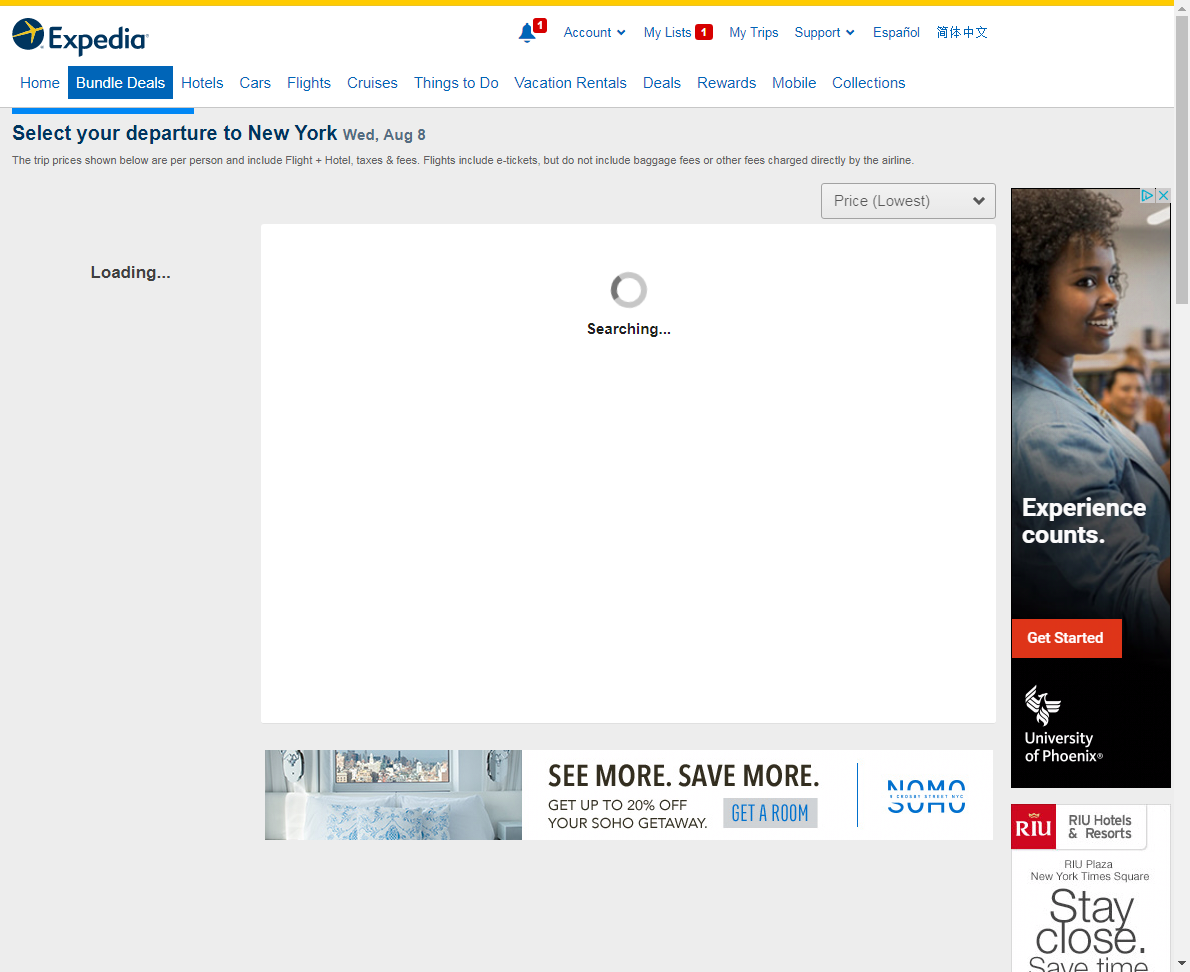 Expedia
1
Account
My Lists 1
My Trips
Support
Español
简体中文
Home
Bundle Deals
Hotels
Cars
Flights
Cruises
Things to Do
Vacation Rentals
Deals
Rewards
Mobile
Collections
Select your departure to New York Wed, Aug 8
The trip prices shown below are per person and include Flight + Hotel, taxes & fees. Flights include e-tickets, but do not include baggage fees or other fees charged directly by the airline.
Price (Lowest)
Loading...
Searching...
Experience
counts.
Get Started
University
of Phoenix®
SEE MORE. SAVE MORE.
GET UP TO 20% OFF
YOUR SOHO GETAWAY.
GET A ROOM
NOMO
9 CROSBY STREET NYC
SOHO
RIU
RIU Hotels
& Resorts
RIU Plaza
New York Times Square
Stay
close.
Save time